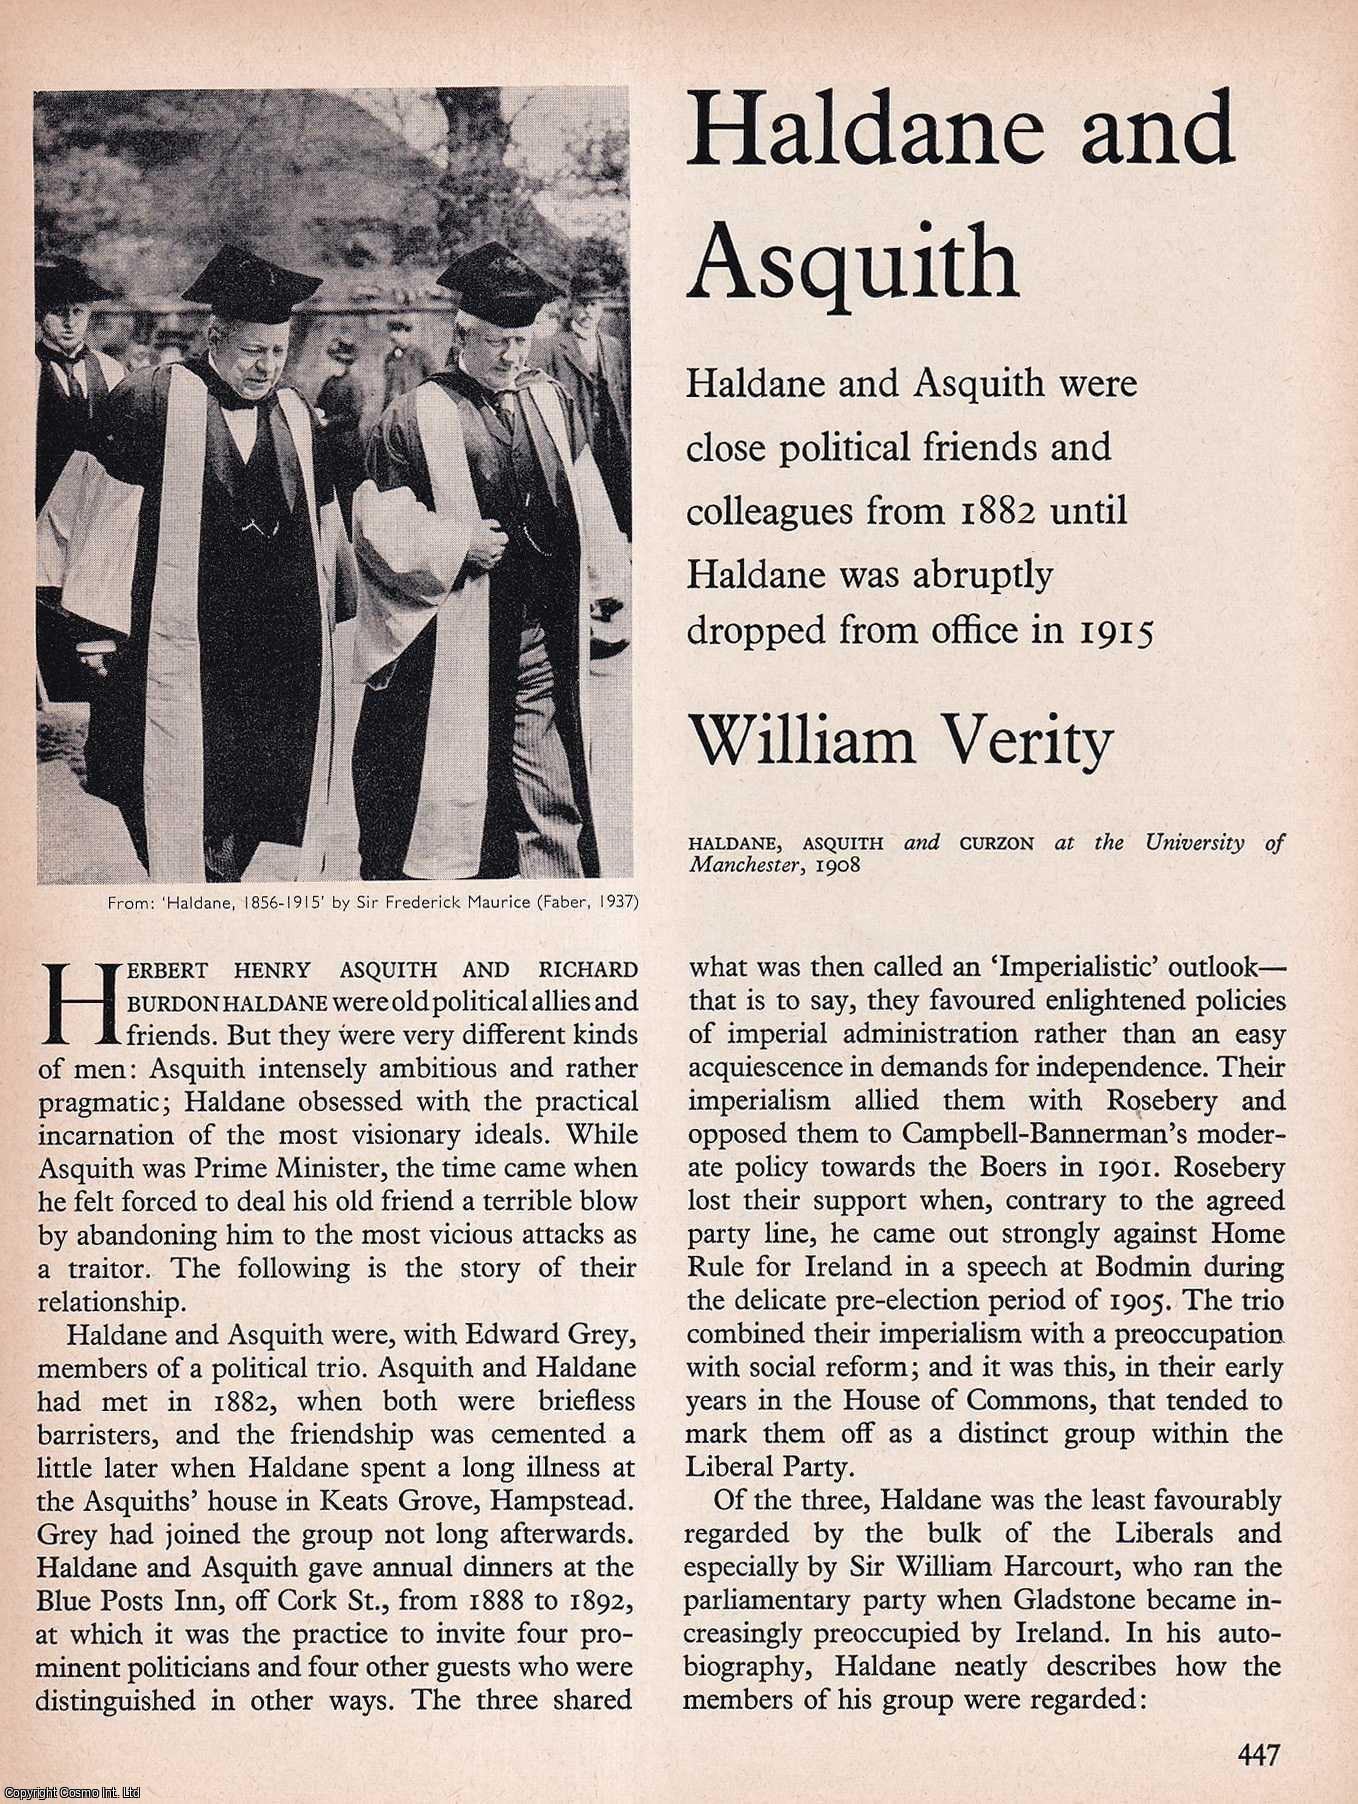 Haldane and
Asquith
Haldane and Asquith were
close political friends and
colleagues from 1882 until
Haldane was abruptly
dropped from office in 1915
William Verity
HALDANE, ASQUITH and CURZON at the University of
Manchester, 1908
From: 'Haldane, 1856-1915' by Sir Frederick Maurice (Faber, 1937)
HERBERT HENRY ASQUITH AND RICHARD
BURDON HALDANE were old political allies and
friends. But they were very different kinds
of men: Asquith intensely ambitious and rather
pragmatic; Haldane obsessed with the practical
incarnation of the most visionary ideals. While
Asquith was Prime Minister, the time came when
he felt forced to deal his old friend a terrible blow
by abandoning him to the most vicious attacks as
a traitor. The following is the story of their
relationship.
Haldane and Asquith were, with Edward Grey,
members of a political trio. Asquith and Haldane
had met in 1882, when both were briefless
barristers, and the friendship was cemented a
little later when Haldane spent a long illness at
the Asquiths' house in Keats Grove, Hampstead.
Grey had joined the group not long afterwards.
Haldane and Asquith gave annual dinners at the
Blue Posts Inn, off Cork St., from 1888 to 1892,
at which it was the practice to invite four pro-
minent politicians and four other guests who were
distinguished in other ways. The three shared
what was then called an 'Imperialistic' outlook—
that is to say, they favoured enlightened policies
of imperial administration rather than an easy
acquiescence in demands for independence. Their
imperialism allied them with Rosebery and
opposed them to Campbell-Bannerman's moder-
ate policy towards the Boers in 1901. Rosebery
lost their support when, contrary to the agreed
party line, he came out strongly against Home
Rule for Ireland in a speech at Bodmin during
the delicate pre-election period of 1905. The trio
combined their imperialism with a preoccupation
with social reform; and it was this, in their early
years in the House of Commons, that tended to
mark them off as a distinct group within the
Liberal Party.
Of the three, Haldane was the least favourably
regarded by the bulk of the Liberals and
especially by Sir William Harcourt, who ran the
parliamentary party when Gladstone became in-
creasingly preoccupied by Ireland. In his auto-
biography, Haldane neatly describes how the
members of his group were regarded:
447
Copyright Cosmo Int. Ltd